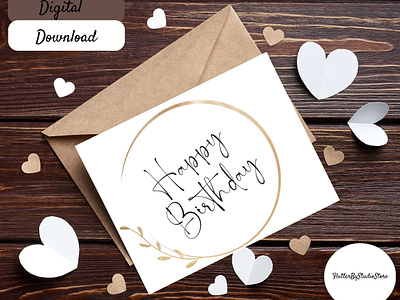 Digital
Download
Happy
Birthday
FlutterByStudioStore